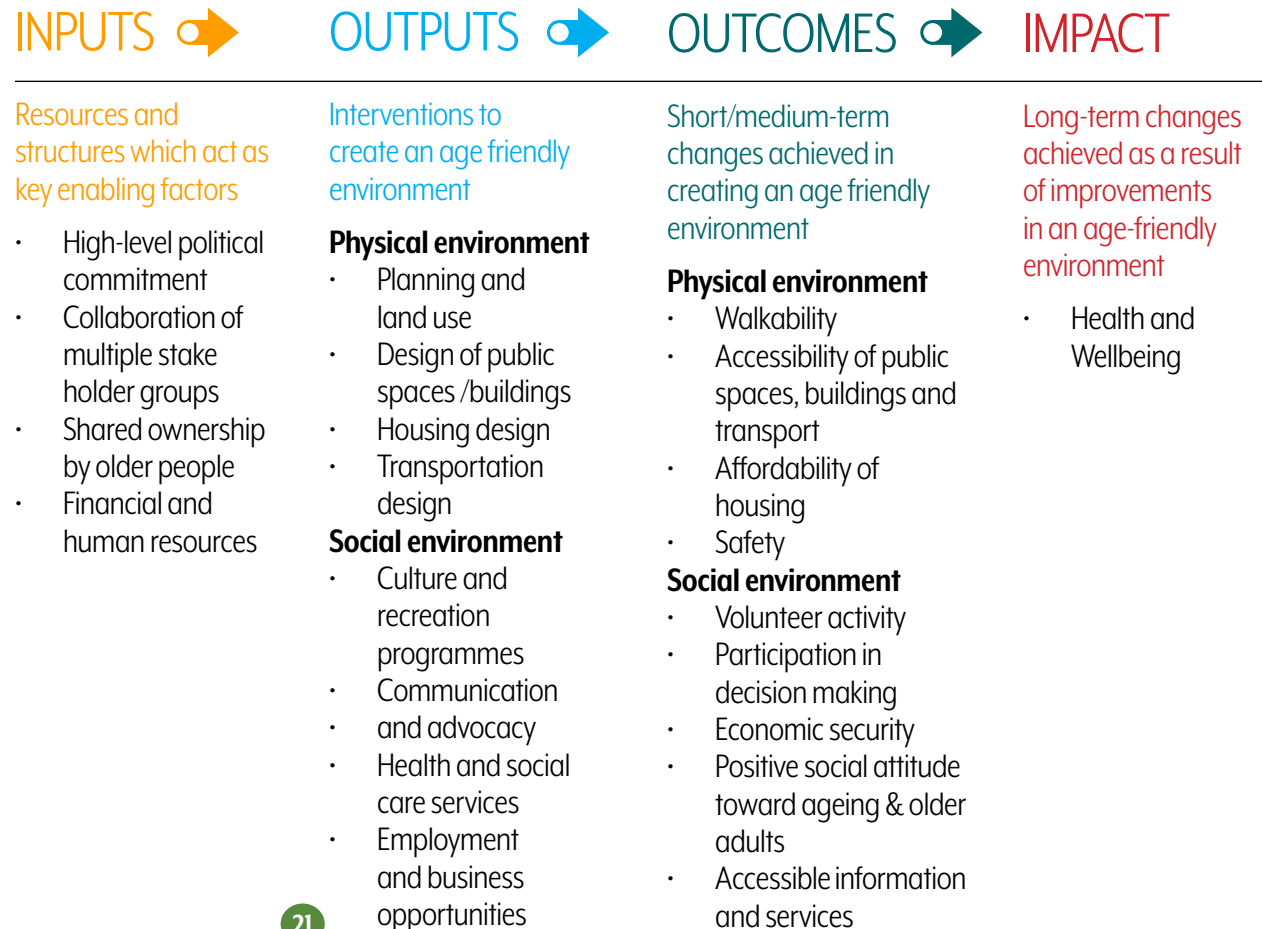 INPUTS
OUTPUTS
OUTCOMES
IMPACT
Resources and
structures which act as
key enabling factors
• High-level political
commitment
• Collaboration of
multiple stake
holder groups
• Shared ownership
by older people
• Financial and
human resources
Interventions to
create an age friendly
environment
Physical environment
• Planning and
land use
• Design of public
spaces /buildings
• Housing design
• Transportation
design
Social environment
• Culture and
recreation
programmes
• Communication
• and advocacy
• Health and social
care services
• Employment
and business
opportunities
Short/medium-term
changes achieved in
creating an age friendly
environment
Physical environment
• Walkability
• Accessibility of public
spaces, buildings and
transport
• Affordability of
housing
• Safety
Social environment
• Volunteer activity
• Participation in
decision making
• Economic security
• Positive social attitude
toward ageing & older
adults
• Accessible information
and services
Long-term changes
achieved as a result
of improvements
in an age-friendly
environment
• Health and
Wellbeing
21